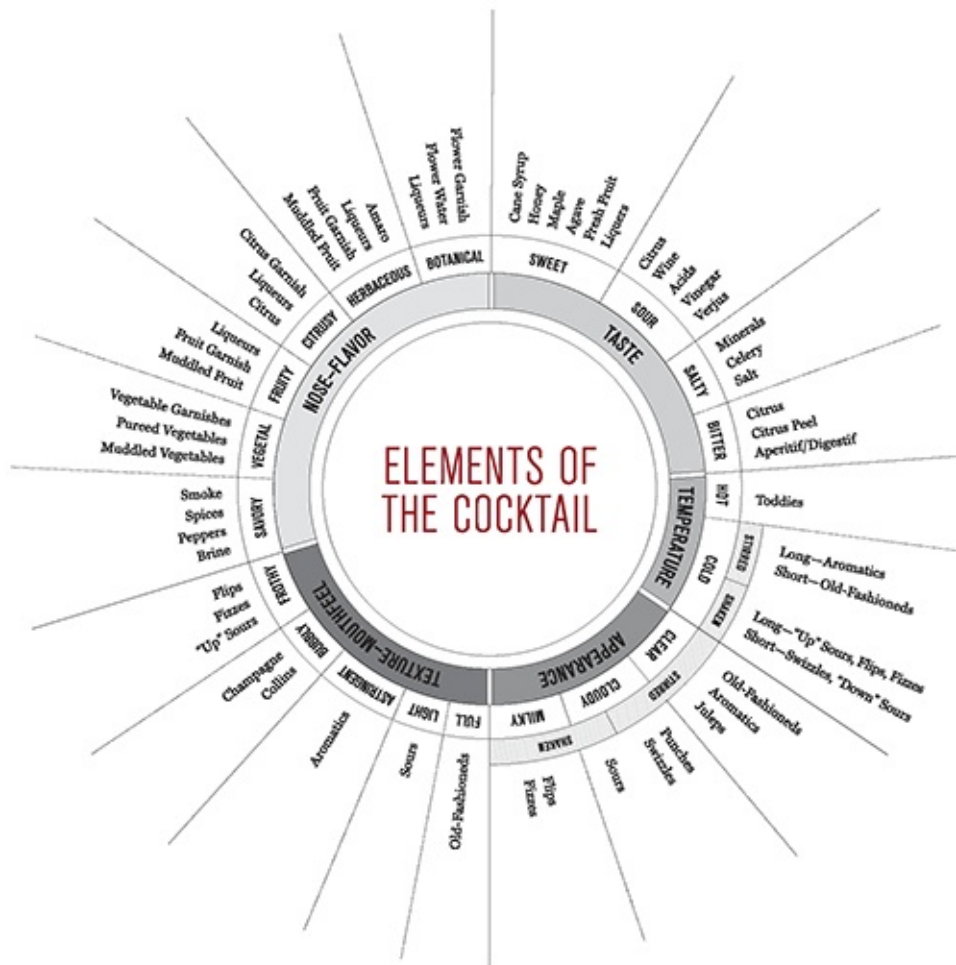 ELEMENTS OF
THE COCKTAIL
TASTE
SWEET
Cane Syrup
Honey
Maple
Agave
Fresh Fruit
Liquers
SOUR
Citrus
Wine
Acids
Vinegar
Verjus
SALTY
Minerals
Celery
Salt
BITTER
Citrus
Citrus Peel
Aperitif/Digestif
TEMPERATURE
HOT
Toddies
COLD
STIRRED
Long—Aromatics
Short—Old-Fashioneds
SHAKEN
Long—"Up" Sours, Flips, Fizzes
Short—Swizzles, "Down" Sours
APPEARANCE
CLEAR
STIRRED
Old-Fashioneds
Aromatics
Juleps
CLOUDY
Punches
Swizzles
SHAKEN
Sours
MILKY
Flips
Fizzes
TEXTURE–MOUTHFEEL
FULL
Old-Fashioneds
LIGHT
Sours
ASTRINGENT
Aromatics
BUBBLY
Champagne
Collins
FROTHY
Flips
Fizzes
"Up" Sours
NOSE–FLAVOR
SAVORY
Smoke
Spices
Peppers
Brine
VEGETAL
Vegetable Garnishes
Pureed Vegetables
Muddled Vegetables
FRUITY
Liqueurs
Fruit Garnish
Muddled Fruit
CITRUSY
Citrus Garnish
Liqueurs
Citrus
HERBACEOUS
Amaro
Liqueurs
Fruit Garnish
Muddled Fruit
BOTANICAL
Flower Garnish
Flower Water
Liqueurs